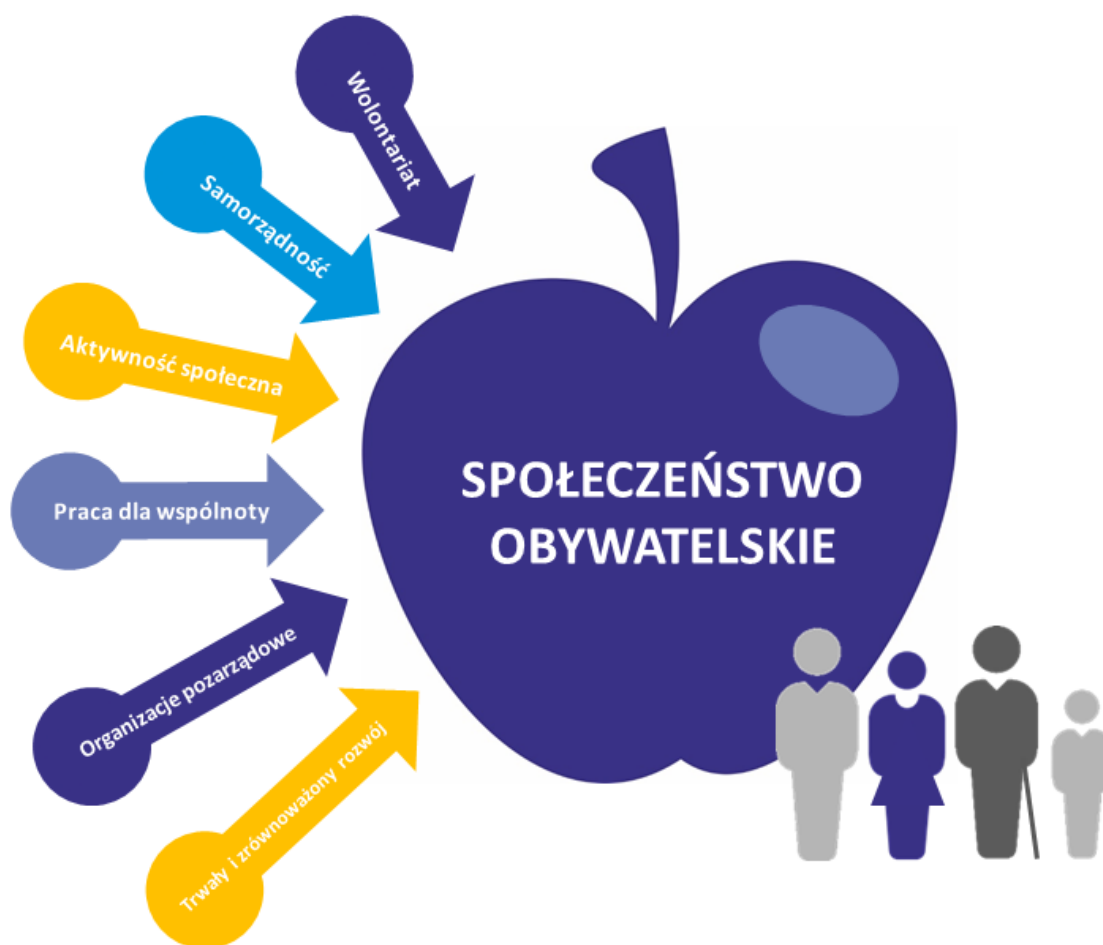 Wolontariat
Samorządność
Aktywność społeczna
Praca dla wspólnoty
Organizacje pozarządowe
Trwały i zrównoważony rozwój
SPOŁECZEŃSTWO
OBYWATELSKIE